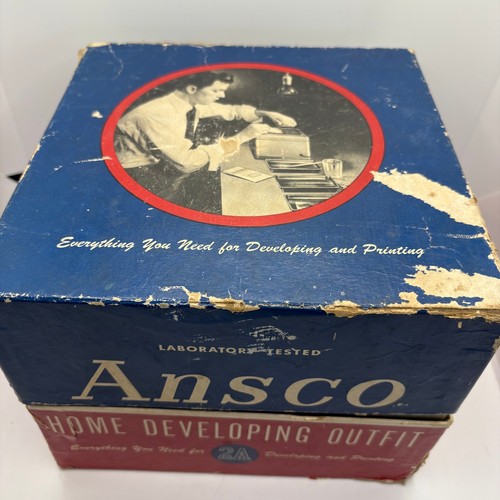 Everything You Need for Developing and Printing
LABORATORY TESTED
Ansco
HOME DEVELOPING OUTFIT
Everything You Need for 2A Developing and Printing